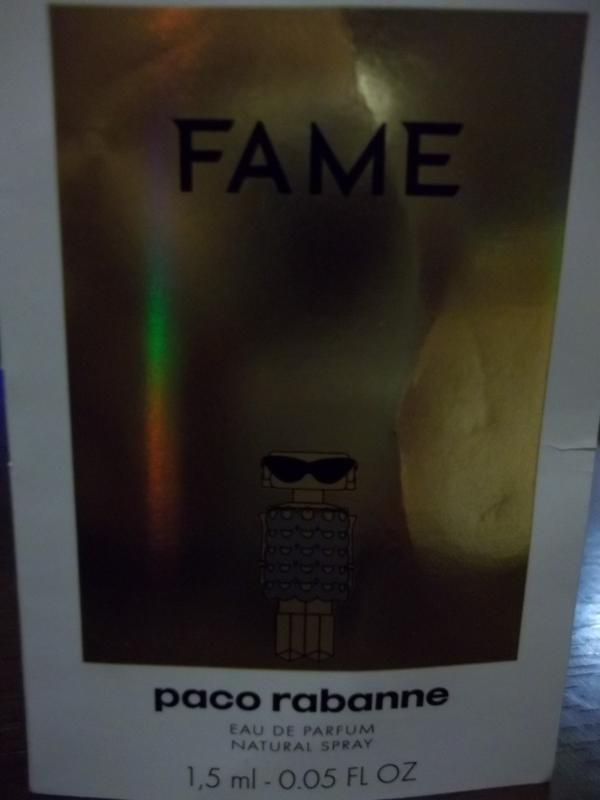 FAME
paco rabanne
EAU DE PARFUM
NATURAL SPRAY
1,5 ml - 0.05 FL OZ